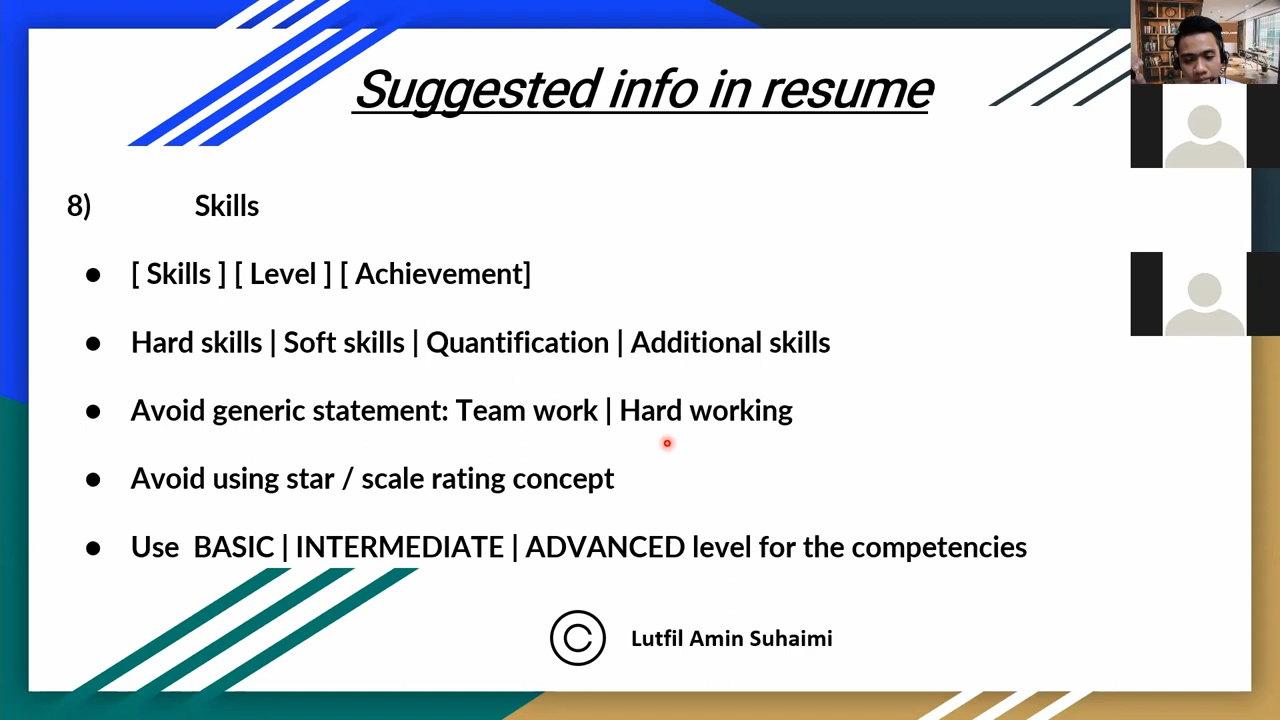 Suggested info in resume
8) Skills
● [ Skills ] [ Level ] [ Achievement]
● Hard skills | Soft skills | Quantification | Additional skills
● Avoid generic statement: Team work | Hard working
● Avoid using star / scale rating concept
● Use BASIC | INTERMEDIATE | ADVANCED level for the competencies
© Lutfil Amin Suhaimi